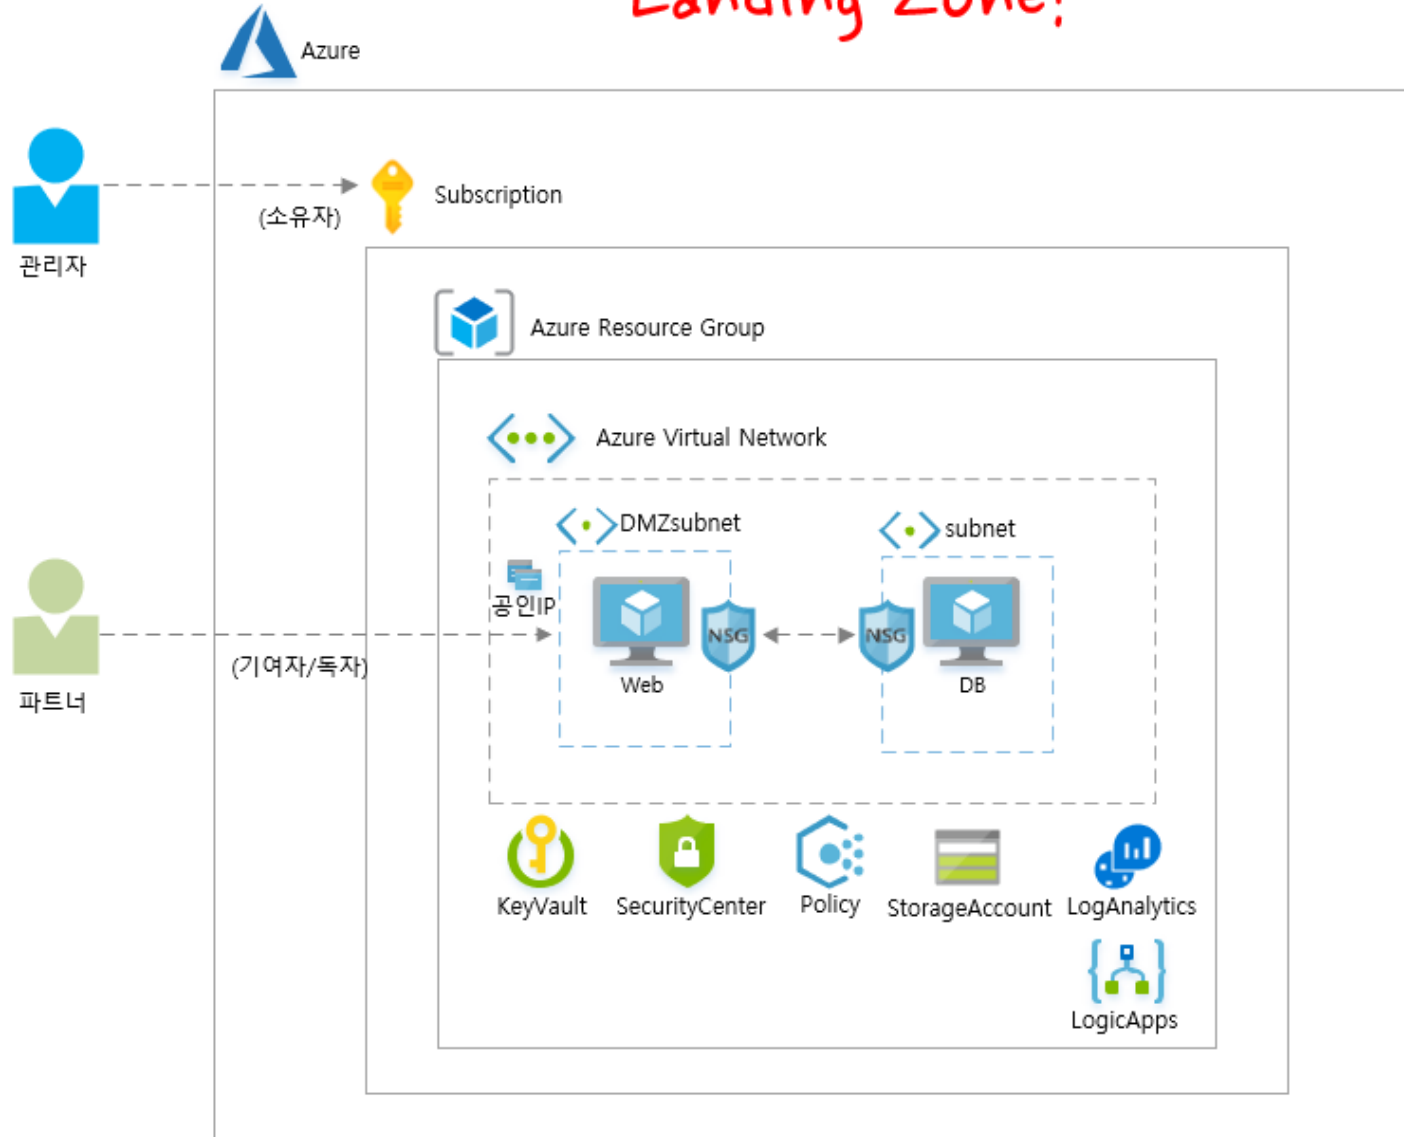 Landing Zone!
Azure
Subscription
(소유자)
관리자
Azure Resource Group
Azure Virtual Network
DMZsubnet
subnet
공인IP
NSG
NSG
(기여자/독자)
Web
DB
파트너
KeyVault
SecurityCenter
Policy
StorageAccount
LogAnalytics
LogicApps